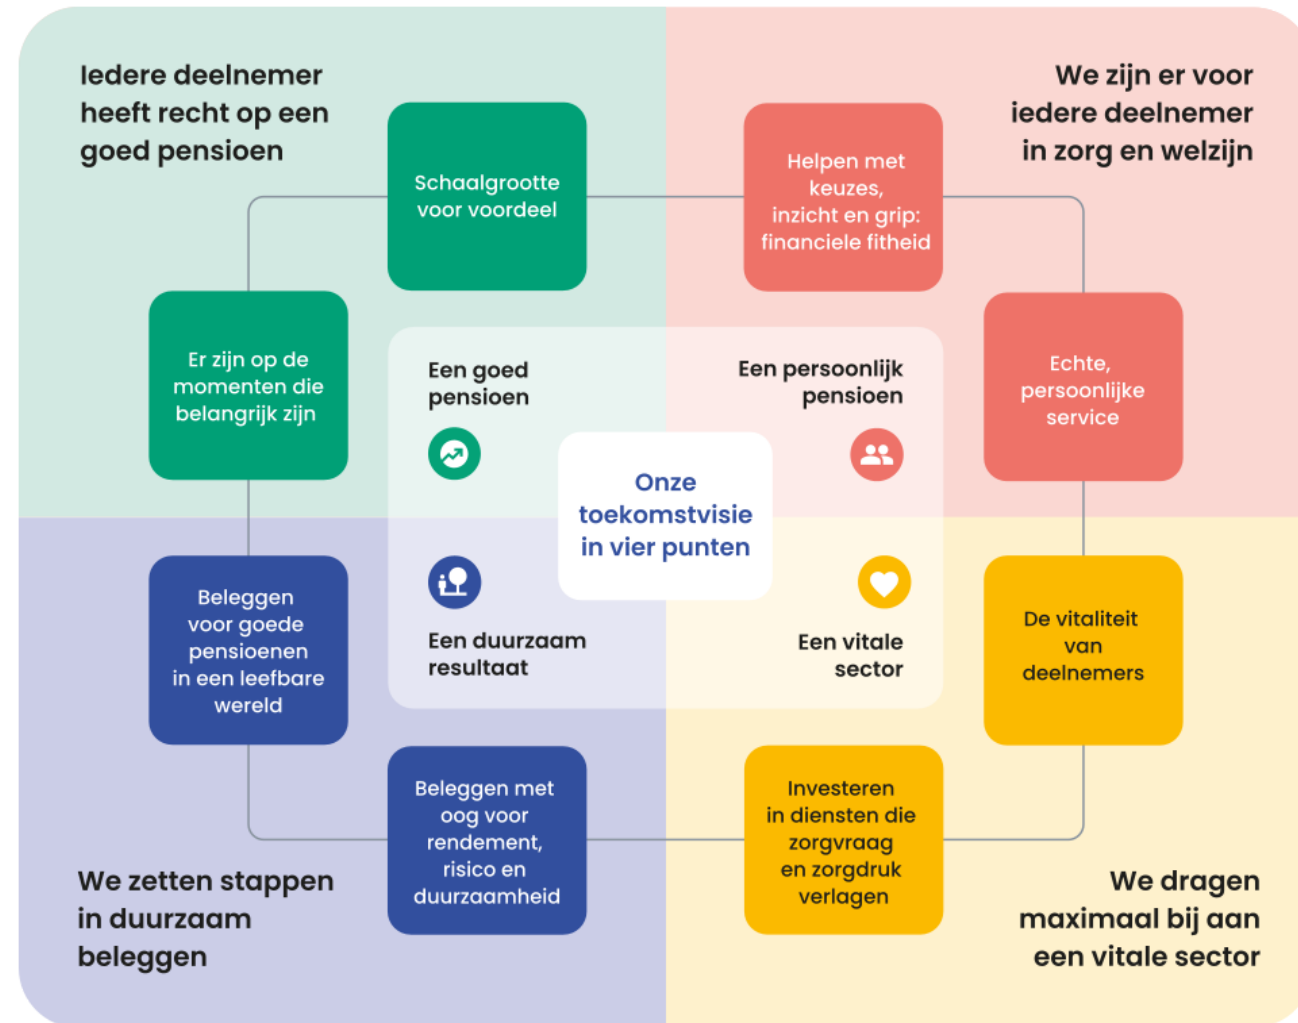 Iedere deelnemer
heeft recht op een
goed pensioen
We zijn er voor
iedere deelnemer
in zorg en welzijn
Schaalgrootte
voor voordeel
Helpen met
keuzes,
inzicht en grip:
financiele fitheid
Er zijn op de
momenten die
belangrijk zijn
Echte,
persoonlijke
service
Een goed
pensioen
Een persoonlijk
pensioen
Onze
toekomstvisie
in vier punten
Een duurzaam
resultaat
Een vitale
sector
Beleggen
voor goede
pensioenen
in een leefbare
wereld
De vitaliteit
van
deelnemers
Beleggen met
oog voor
rendement,
risico en
duurzaamheid
Investeren
in diensten die
zorgvraag
en zorgdruk
verlagen
We zetten stappen
in duurzaam
beleggen
We dragen
maximaal bij aan
een vitale sector